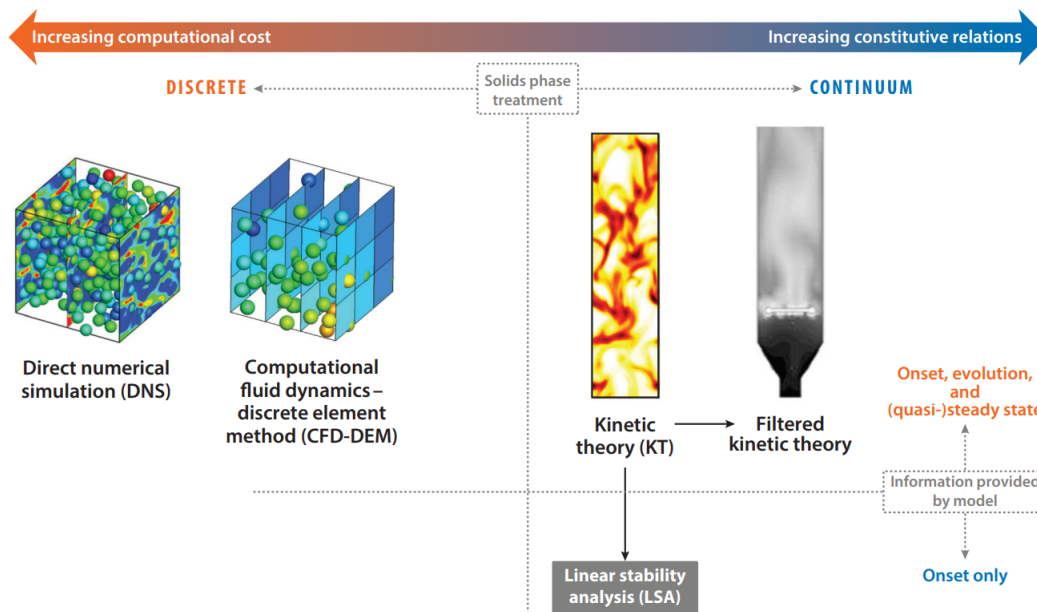 Increasing computational cost
Increasing constitutive relations
DISCRETE
Solids phase
treatment
CONTINUUM
Direct numerical
simulation (DNS)
Computational
fluid dynamics–
discrete element
method (CFD-DEM)
Kinetic
theory (KT)
Filtered
kinetic theory
Onset, evolution,
and
(quasi-)steady state
Information provided
by model
Linear stability
analysis (LSA)
Onset only